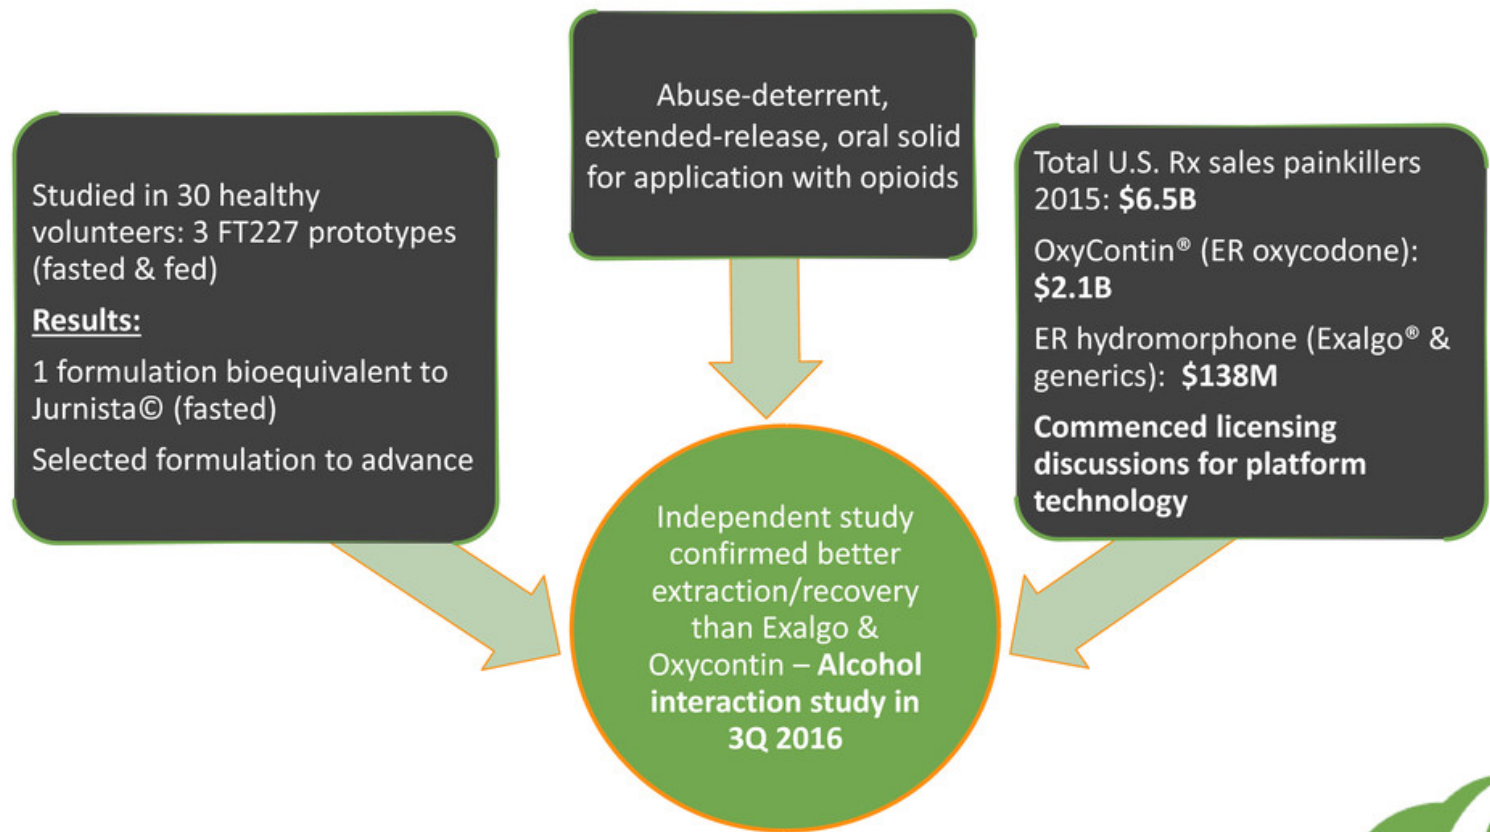 Studied in 30 healthy
volunteers: 3 FT227 prototypes
(fasted & fed)
Results:
1 formulation bioequivalent to
Jurnista© (fasted)
Selected formulation to advance
Abuse-deterrent,
extended-release, oral solid
for application with opioids
Total U.S. Rx sales painkillers
2015: $6.5B
OxyContin® (ER oxycodone):
$2.1B
ER hydromorphone (Exalgo® &
generics): $138M
Commenced licensing
discussions for platform
technology
Independent study
confirmed better
extraction/recovery
than Exalgo &
Oxycontin – Alcohol
interaction study in
3Q 2016